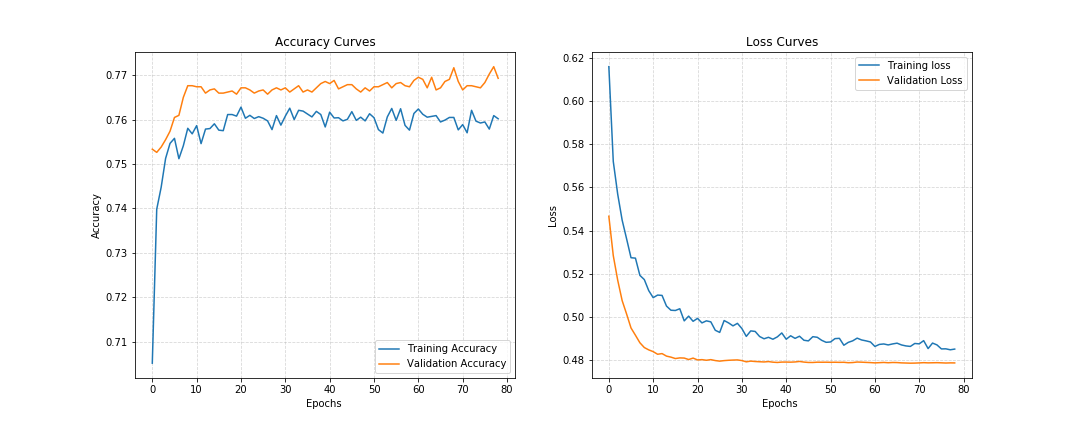 Accuracy Curves
0.77
0.76
0.75
0.74
0.73
0.72
0.71
Accuracy
0 10 20 30 40 50 60 70 80
Epochs
Training Accuracy
Validation Accuracy
Loss Curves
0.62
0.60
0.58
0.56
0.54
0.52
0.50
0.48
Loss
0 10 20 30 40 50 60 70 80
Epochs
Training loss
Validation Loss